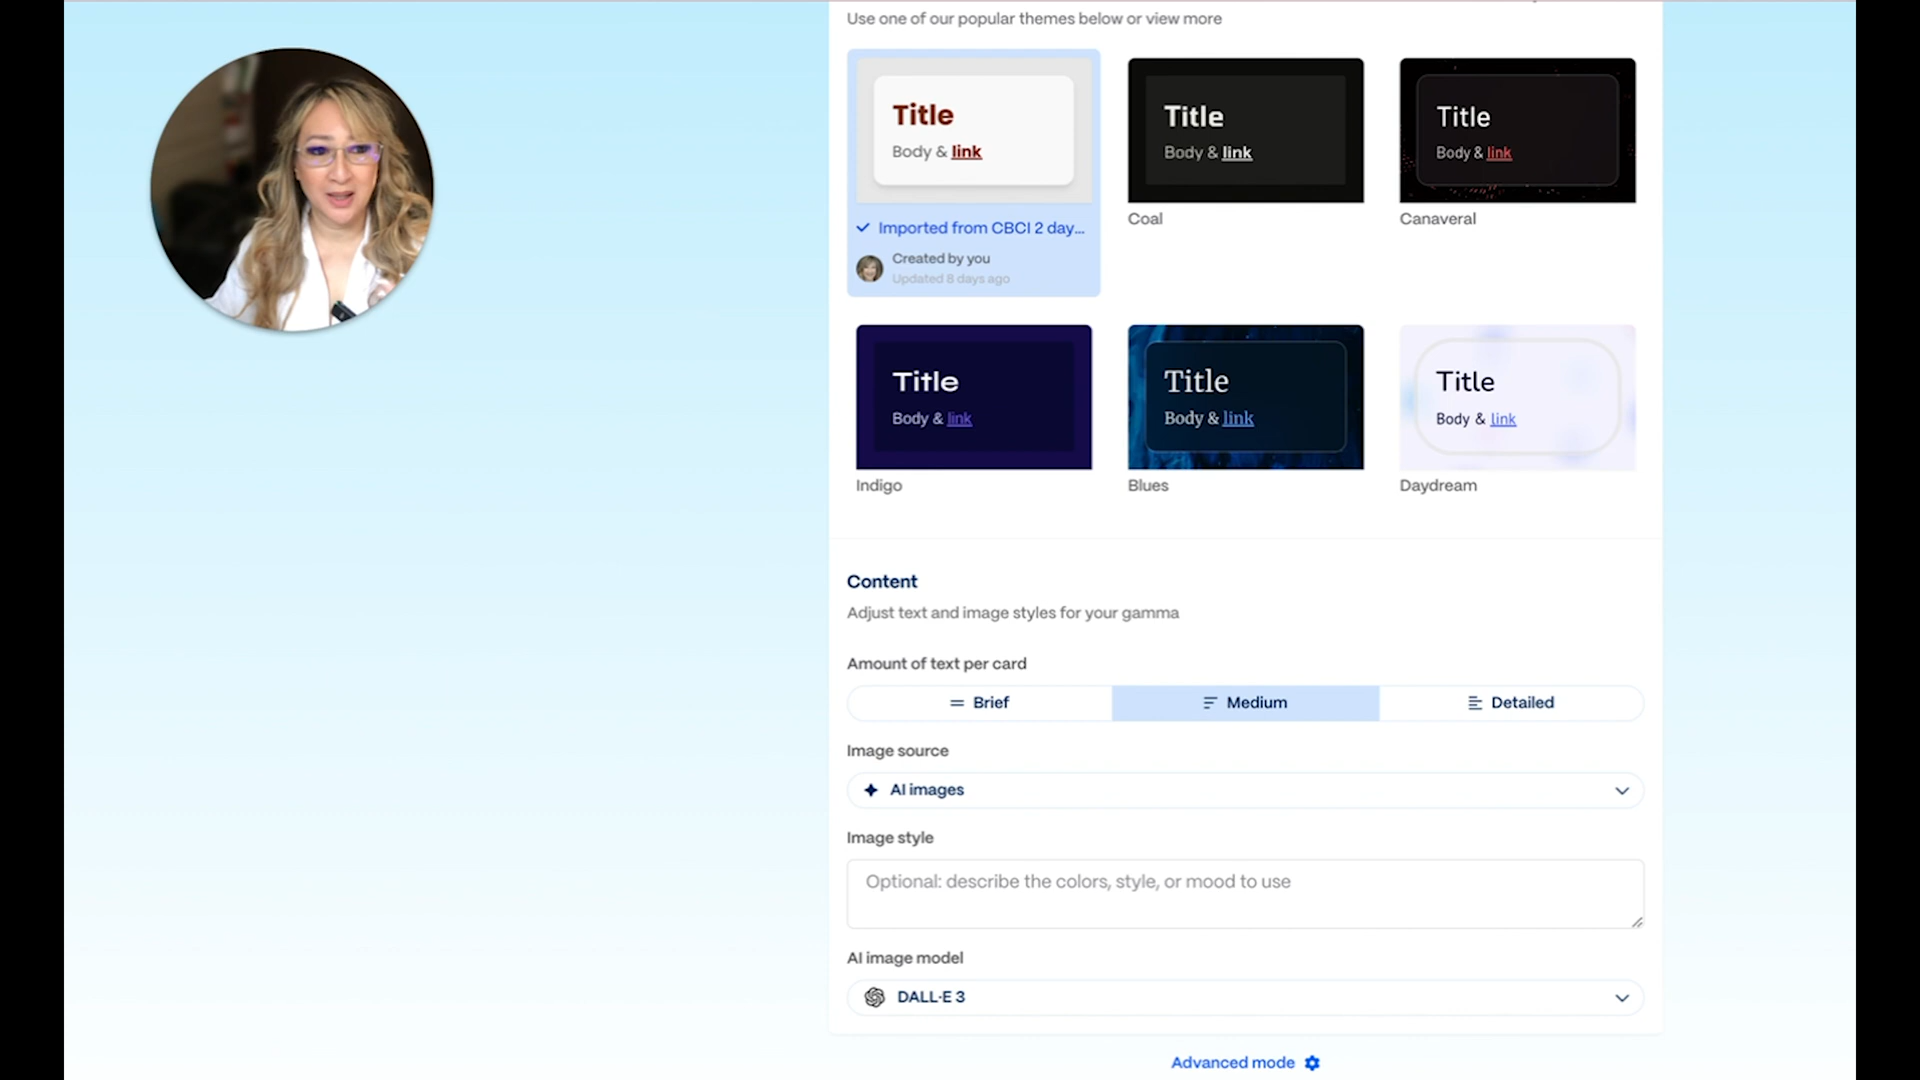 Use one of our popular themes below or view more
Title
Body & link
Imported from CBCI 2 day...
Created by you
Updated 8 days ago
Title
Body & link
Coal
Title
Body & link
Canaveral
Title
Body & link
Indigo
Title
Body & link
Blues
Title
Body & link
Daydream
Content
Adjust text and image styles for your gamma
Amount of text per card
Brief
Medium
Detailed
Image source
AI images
Image style
Optional: describe the colors, style, or mood to use
AI image model
DALL·E 3
Advanced mode